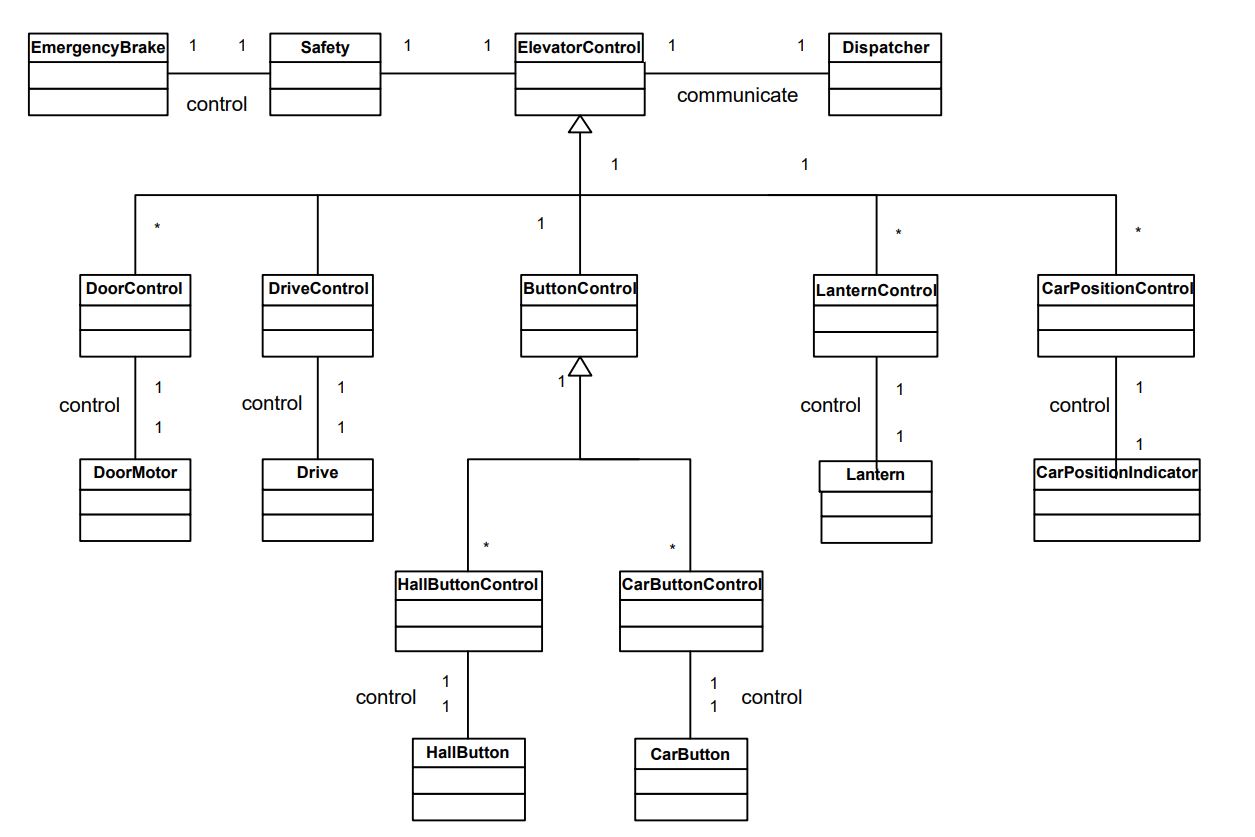 EmergencyBrake 1 1 Safety 1 1 ElevatorControl 1 1 Dispatcher
control communicate
1 1
* 1 * *
DoorControl DriveControl ButtonControl LanternControl CarPositionControl
1 1 1 1 1
control control control control
1 1 1 1
DoorMotor Drive Lantern CarPositionIndicator
* *
HallButtonControl CarButtonControl
1 1
control control
1 1
HallButton CarButton